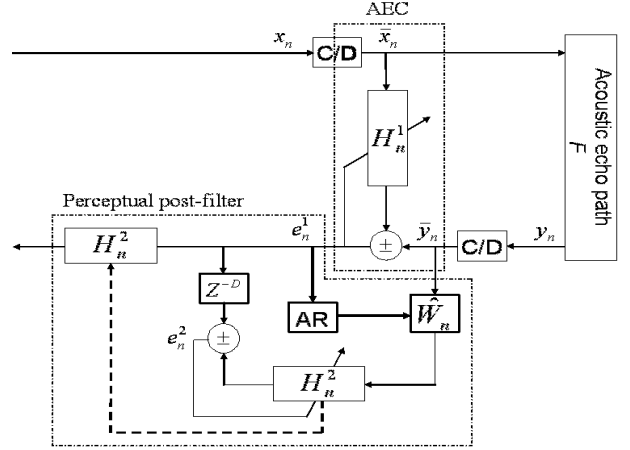 AEC
x_n
C/D
x̄_n
H_n^1
Acoustic echo path
F
Perceptual post-filter
e_n^1
ȳ_n
y_n
H_n^2
±
C/D
Z^{-D}
AR
Ŵ_n
e_n^2
±
H_n^2